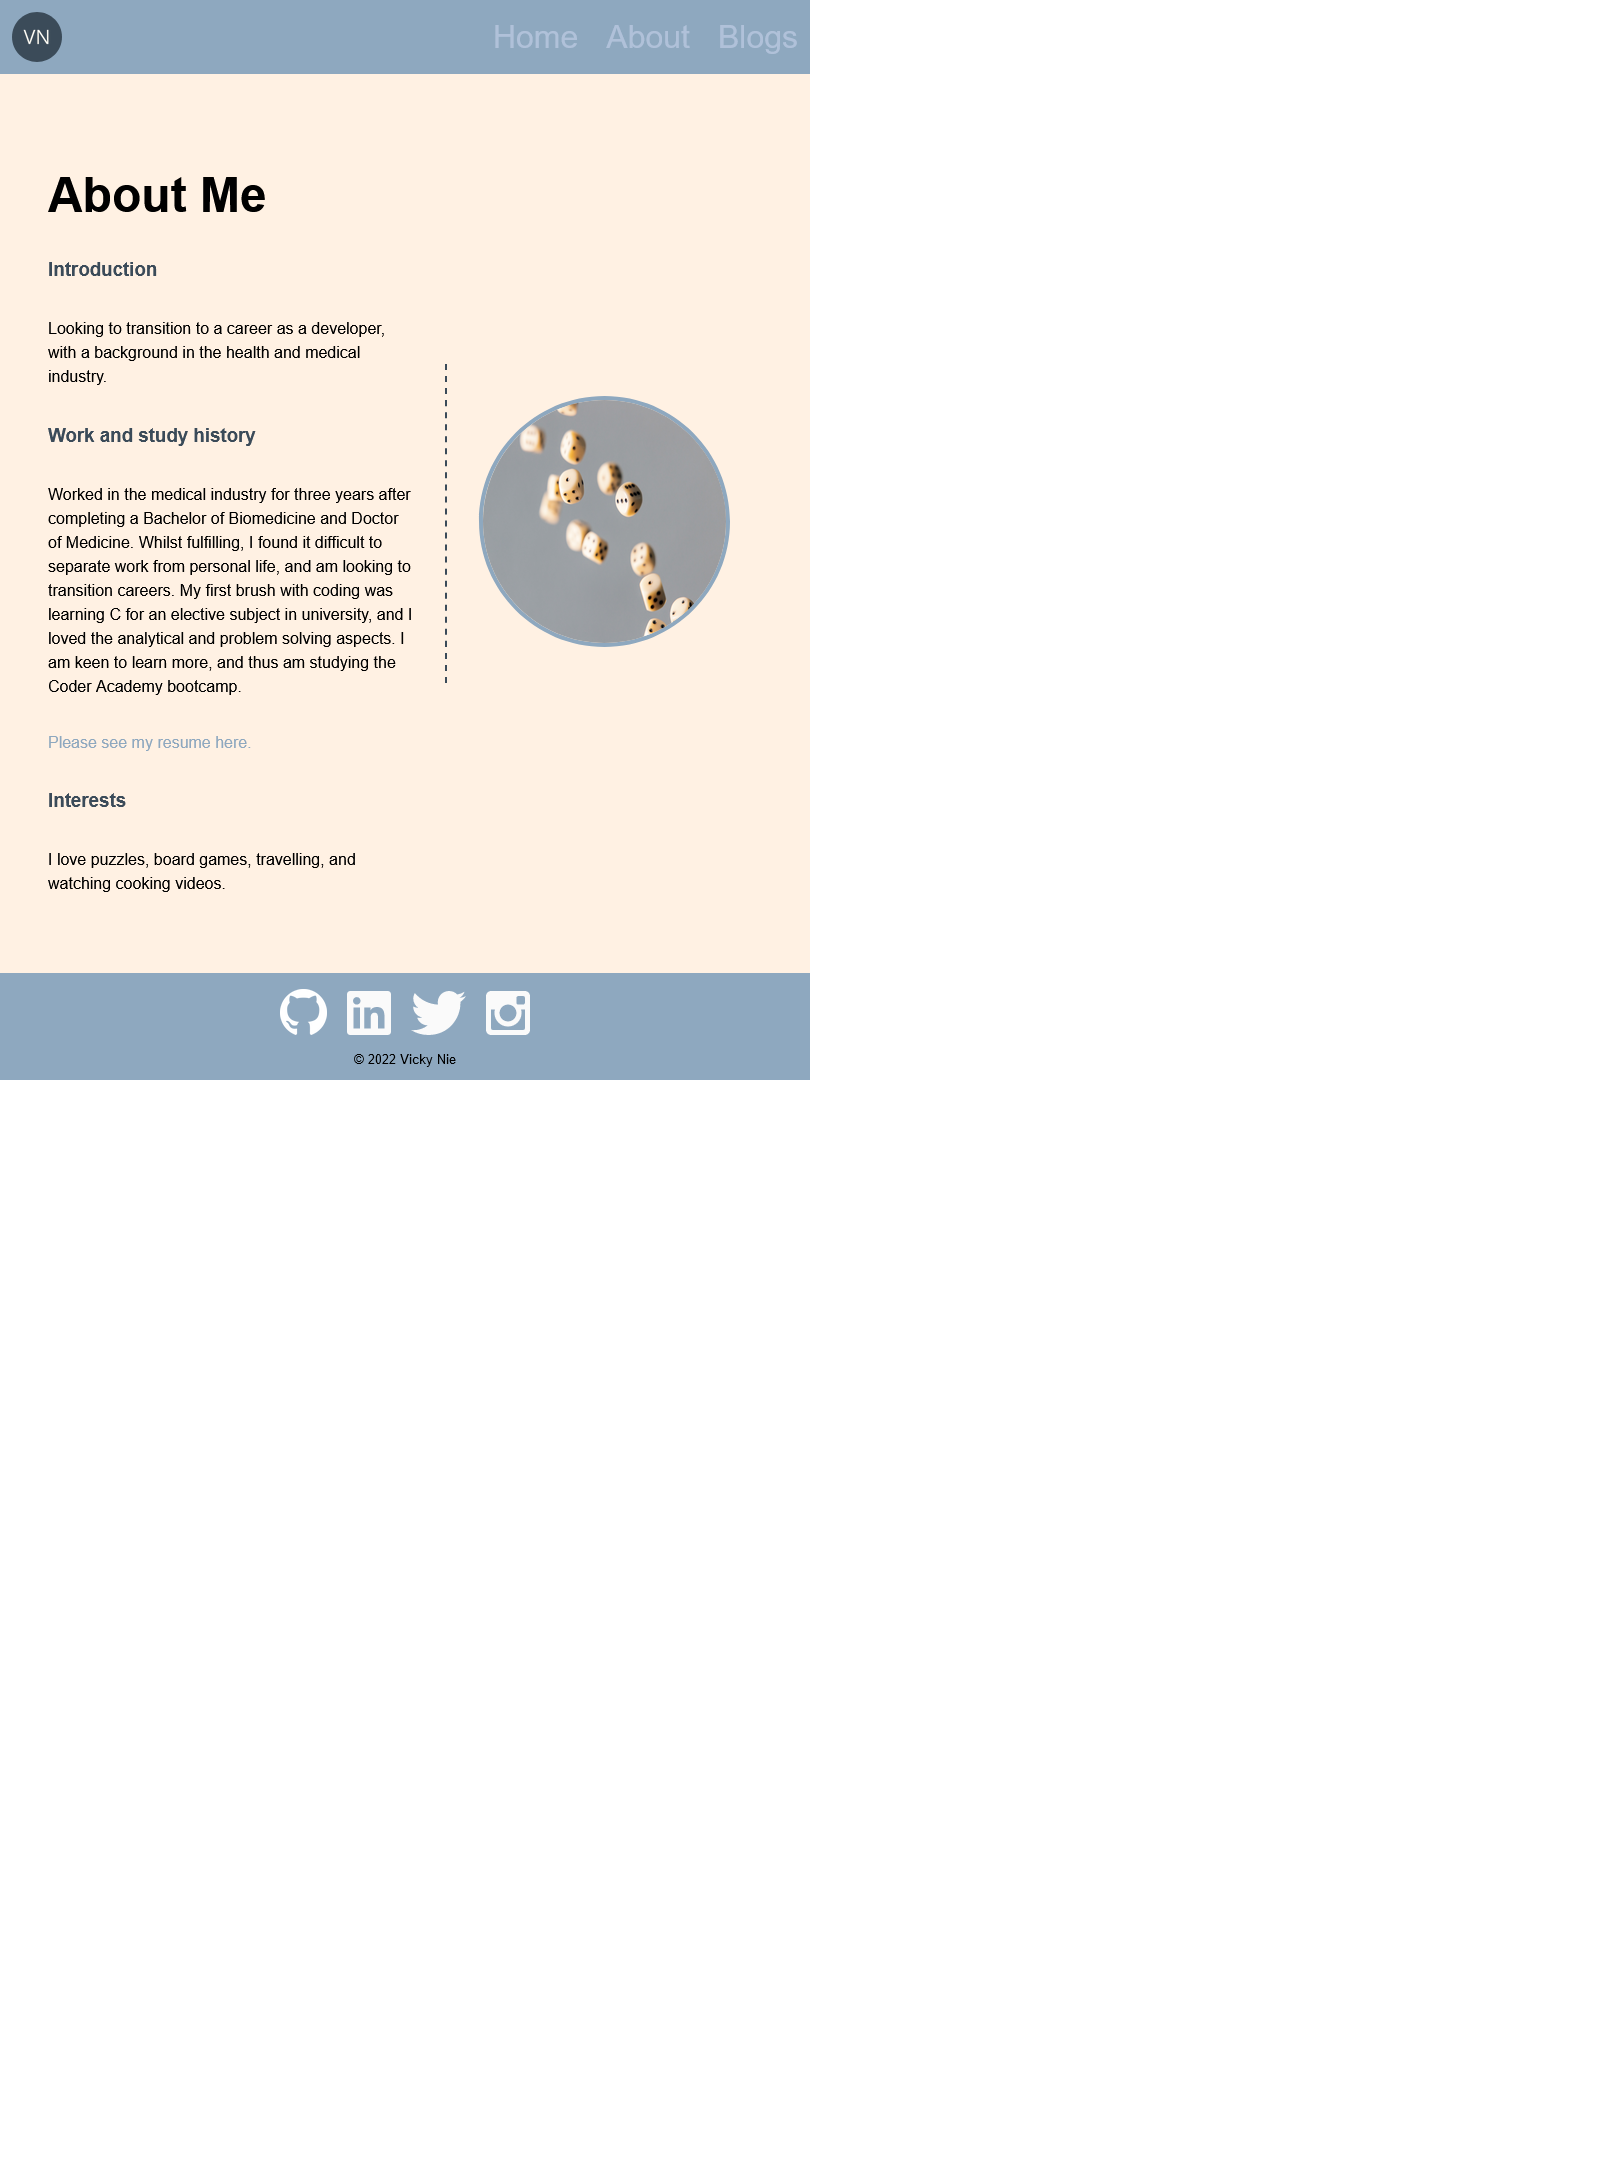 VN
Home About Blogs
About Me
Introduction
Looking to transition to a career as a developer,
with a background in the health and medical
industry.
Work and study history
Worked in the medical industry for three years after
completing a Bachelor of Biomedicine and Doctor
of Medicine. Whilst fulfilling, I found it difficult to
separate work from personal life, and am looking to
transition careers. My first brush with coding was
learning C for an elective subject in university, and I
loved the analytical and problem solving aspects. I
am keen to learn more, and thus am studying the
Coder Academy bootcamp.
Please see my resume here.
Interests
I love puzzles, board games, travelling, and
watching cooking videos.
in
© 2022 Vicky Nie